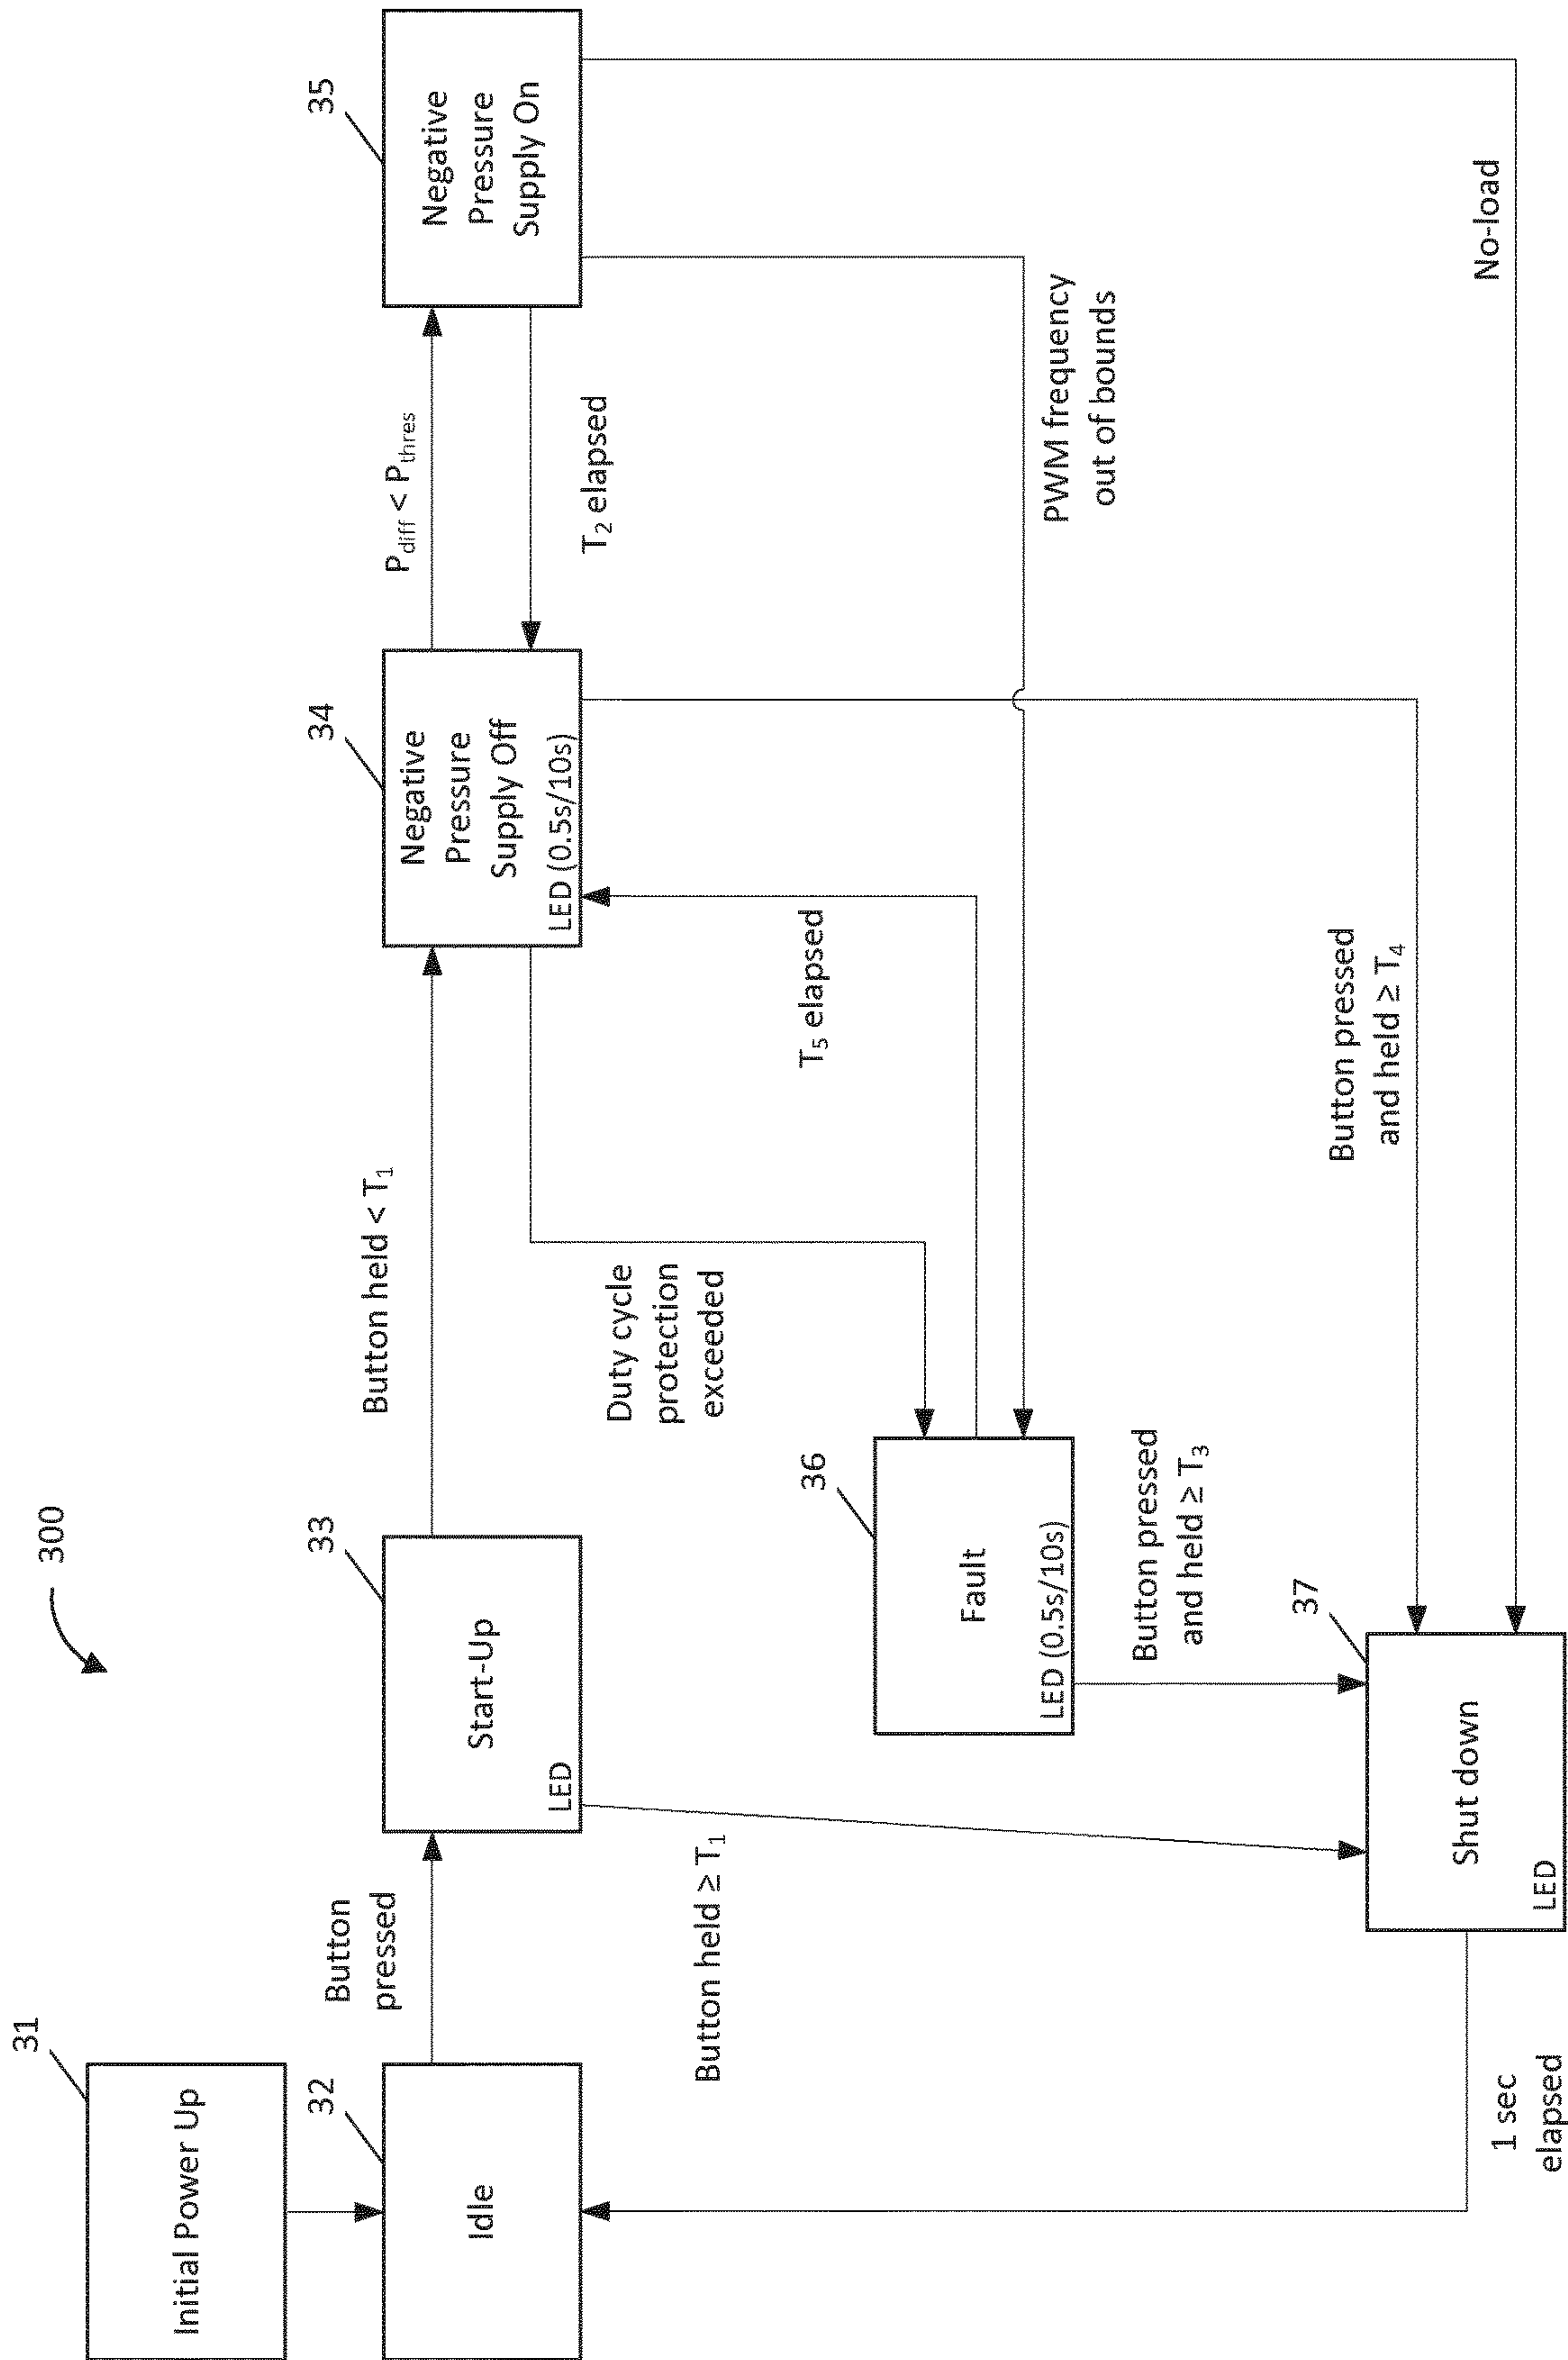 300
31
Initial Power Up
32
Idle
Button
pressed
33
Start-Up
LED
Button held < T₁
34
Negative
Pressure
Supply Off
LED (0.5s/10s)
P_diff < P_thres
T₂ elapsed
35
Negative
Pressure
Supply On
Button held ≥ T₁
Duty cycle
protection
exceeded
T₅ elapsed
PWM frequency
out of bounds
36
Fault
LED (0.5s/10s)
Button pressed
and held ≥ T₃
Button pressed
and held ≥ T₄
No-load
37
Shut down
LED
1 sec
elapsed